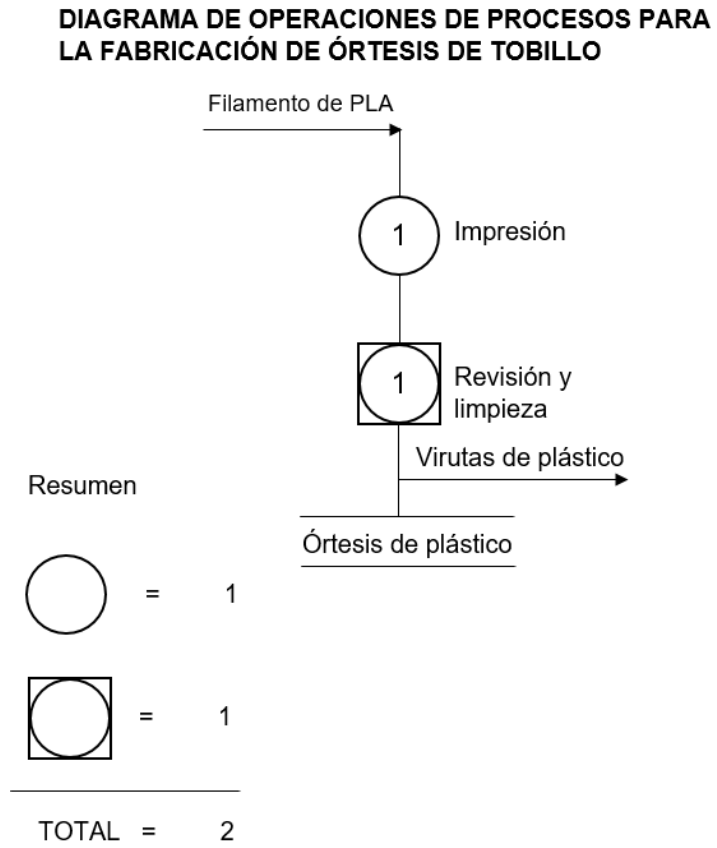 DIAGRAMA DE OPERACIONES DE PROCESOS PARA
LA FABRICACIÓN DE ÓRTESIS DE TOBILLO
Filamento de PLA
1
Impresión
1
Revisión y
limpieza
Virutas de plástico
Órtesis de plástico
Resumen
= 1
= 1
TOTAL = 2